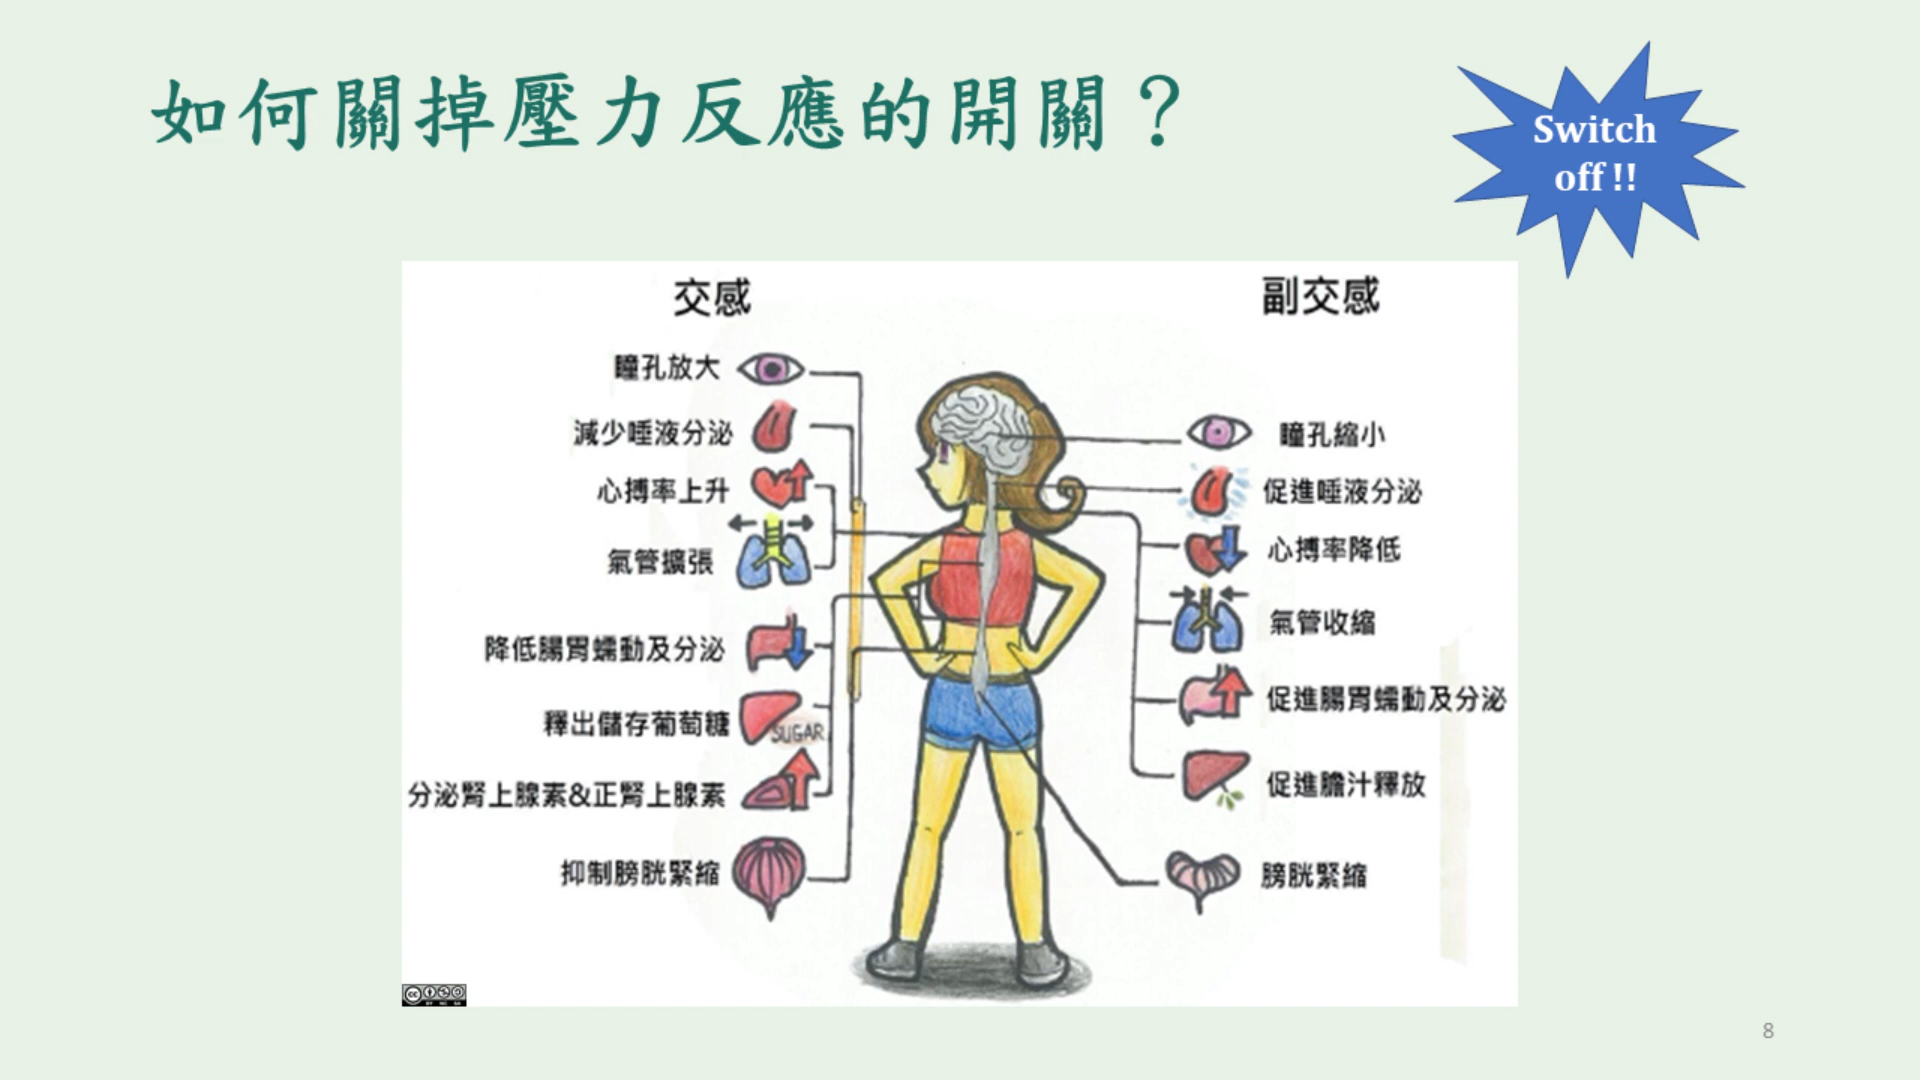 如何關掉壓力反應的開關？
Switch
off !!
交感
瞳孔放大
減少唾液分泌
心搏率上升
氣管擴張
降低腸胃蠕動及分泌
釋出儲存葡萄糖
SUGAR
分泌腎上腺素&正腎上腺素
抑制膀胱緊縮
副交感
瞳孔縮小
促進唾液分泌
心搏率降低
氣管收縮
促進腸胃蠕動及分泌
促進膽汁釋放
膀胱緊縮
cc
BY NC SA
8